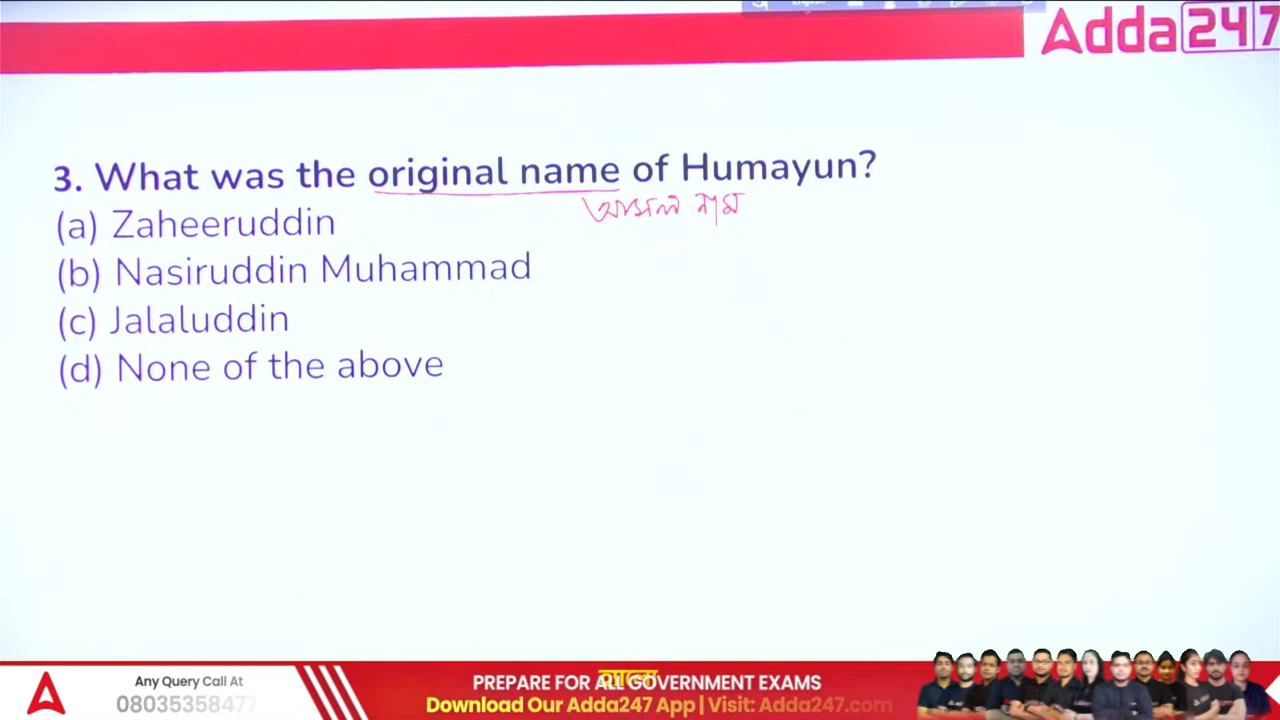 Adda247
3. What was the original name of Humayun?
আসল নাম
(a) Zaheeruddin
(b) Nasiruddin Muhammad
(c) Jalaluddin
(d) None of the above
Any Query Call At
08035358477
PREPARE FOR ALL GOVERNMENT EXAMS
Download Our Adda247 App | Visit: Adda247.com